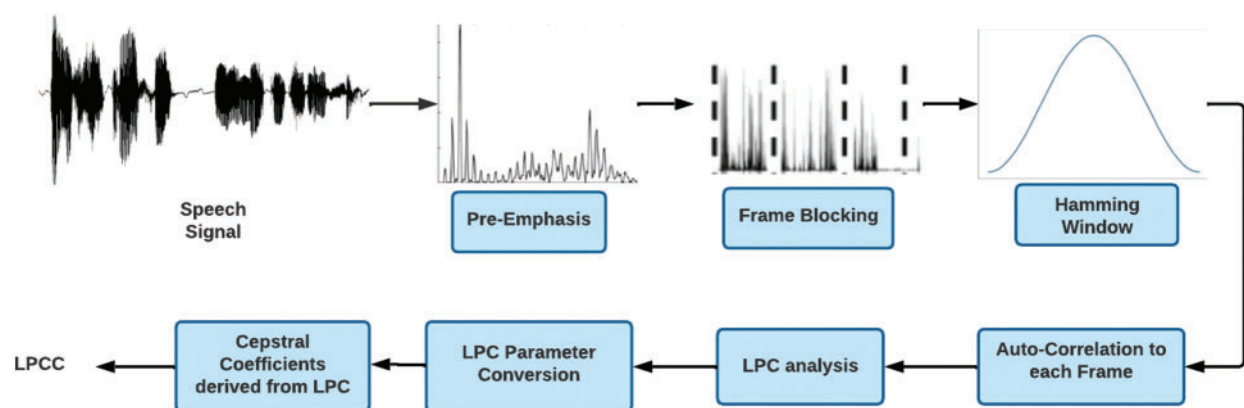 Speech
Signal
Pre-Emphasis
Frame Blocking
Hamming
Window
Auto-Correlation to
each Frame
LPC analysis
LPC Parameter
Conversion
Cepstral
Coefficients
derived from LPC
LPCC